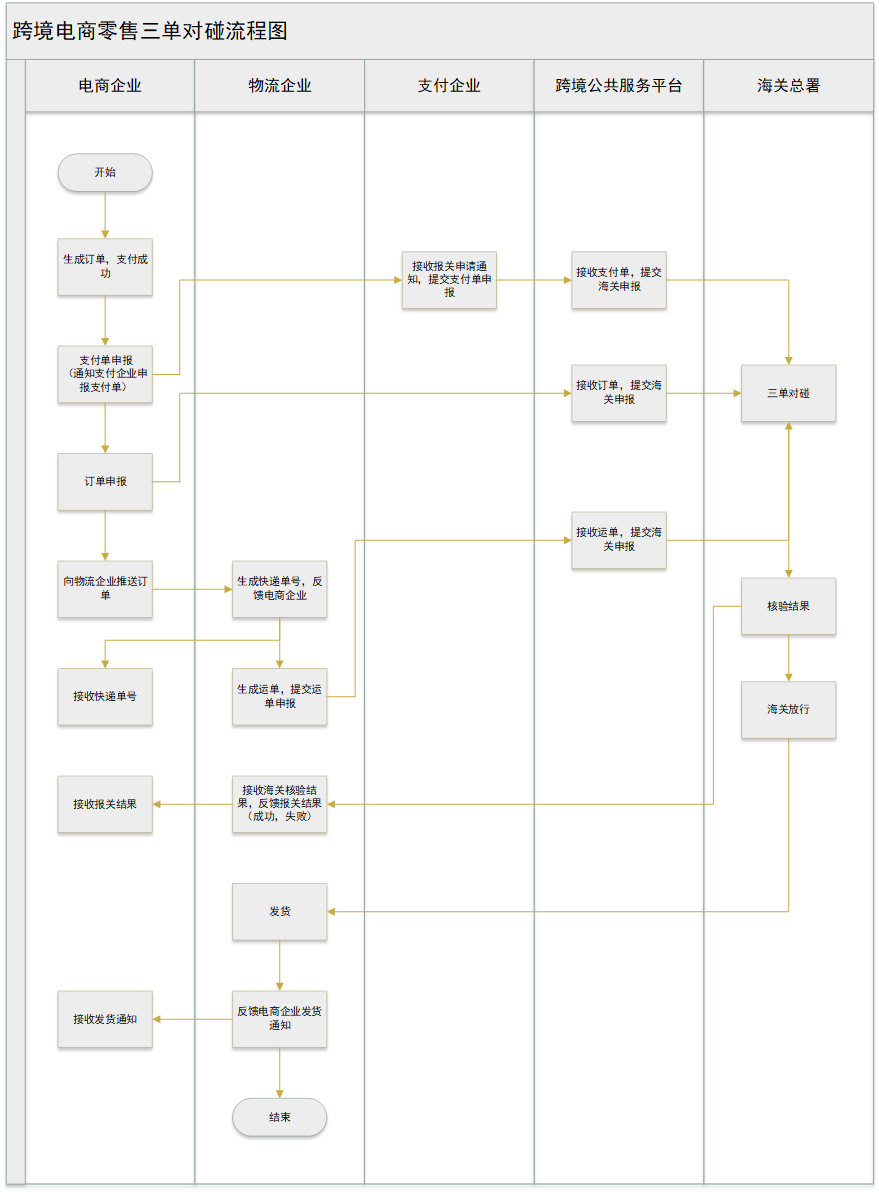 跨境电商零售三单对碰流程图
电商企业
物流企业
支付企业
跨境公共服务平台
海关总署
开始
生成订单，支付成
功
接收报关申请通
知，提交支付单申
报
接收支付单，提交
海关申报
支付单申报
（通知支付企业申
报支付单）
接收订单，提交海
关申报
三单对碰
订单申报
接收运单，提交海
关申报
向物流企业推送订
单
生成快递单号，反
馈电商企业
核验结果
接收快递单号
生成运单，提交运
单申报
海关放行
接收报关结果
接收海关核验结
果，反馈报关结果
（成功，失败）
发货
接收发货通知
反馈电商企业发货
通知
结束